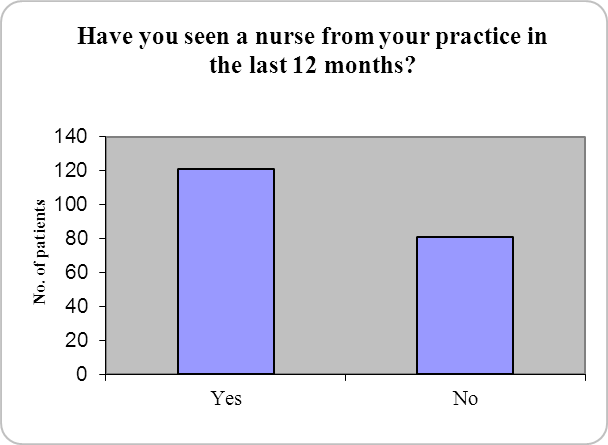 Have you seen a nurse from your practice in
the last 12 months?
140
120
100
80
60
40
20
0
No. of patients
Yes
No